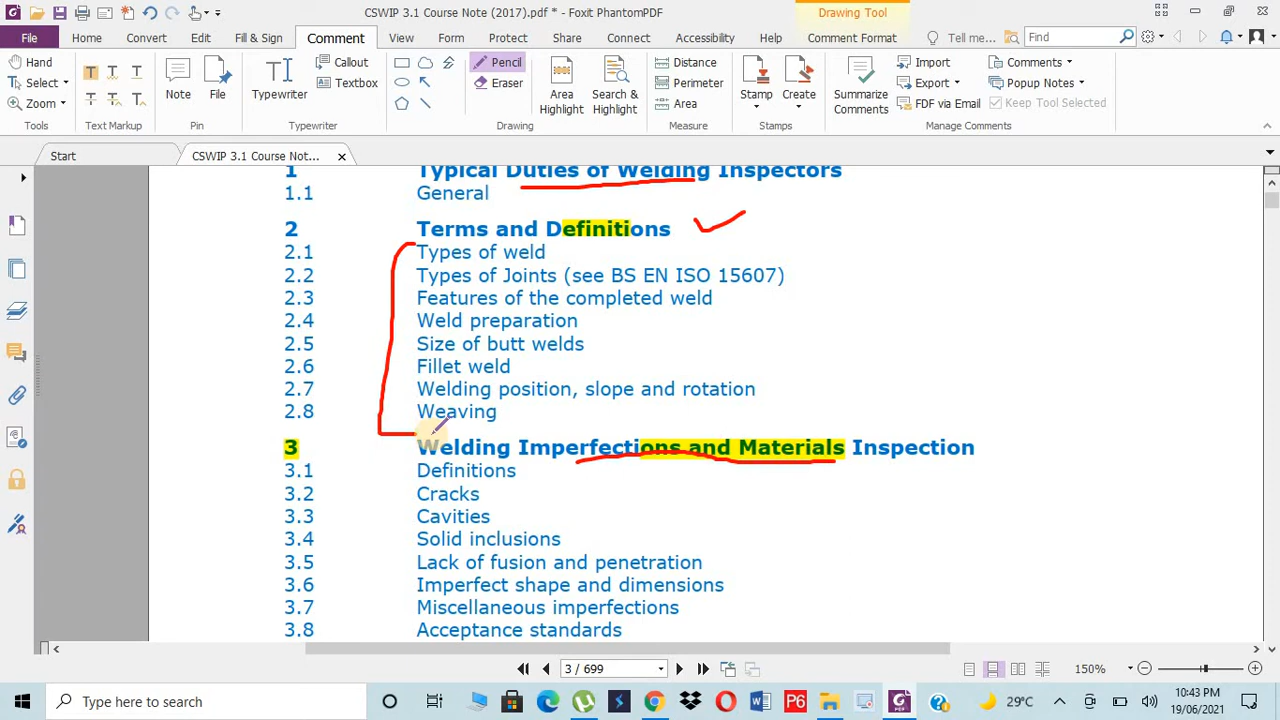 CSWIP 3.1 Course Note (2017).pdf * - Foxit PhantomPDF
Drawing Tool
File Home Convert Edit Fill & Sign Comment View Form Protect Share Connect Accessibility Help Comment Format Tell me... Find
Hand
Select
Zoom
Tools
Text Markup
Note
File
Pin
Typewriter
Callout
Textbox
Typewriter
Pencil
Eraser
Area Highlight
Search & Highlight
Drawing
Distance
Perimeter
Area
Measure
Stamp
Create
Stamps
Summarize Comments
Import
Export
FDF via Email
Comments
Popup Notes
Keep Tool Selected
Manage Comments
Start
CSWIP 3.1 Course Not...
1 Typical Duties of Welding Inspectors
1.1 General
2 Terms and Definitions
2.1 Types of weld
2.2 Types of Joints (see BS EN ISO 15607)
2.3 Features of the completed weld
2.4 Weld preparation
2.5 Size of butt welds
2.6 Fillet weld
2.7 Welding position, slope and rotation
2.8 Weaving
3 Welding Imperfections and Materials Inspection
3.1 Definitions
3.2 Cracks
3.3 Cavities
3.4 Solid inclusions
3.5 Lack of fusion and penetration
3.6 Imperfect shape and dimensions
3.7 Miscellaneous imperfections
3.8 Acceptance standards
3 / 699
150%
Type here to search
29°C
10:43 PM
19/06/2021